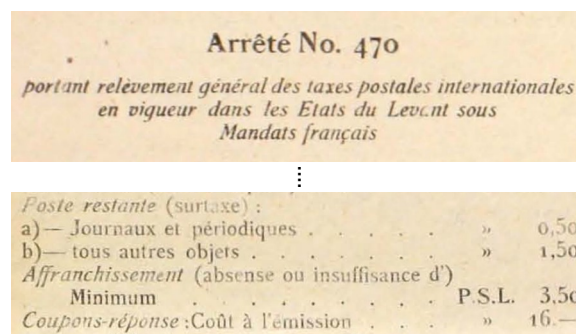 Arrêté No. 470
portant relèvement général des taxes postales internationales
en vigueur dans les Etats du Levant sous
Mandats français
Poste restante (surtaxe) :
a)— Journaux et périodiques . . . . . » 0,50
b)— tous autres objets . . . . . . . » 1,50
Affranchissement (absense ou insuffisance d')
Minimum . . . . . . . P.S.L. 3,50
Coupons-réponse :Coût à l'émission . . . » 16.—